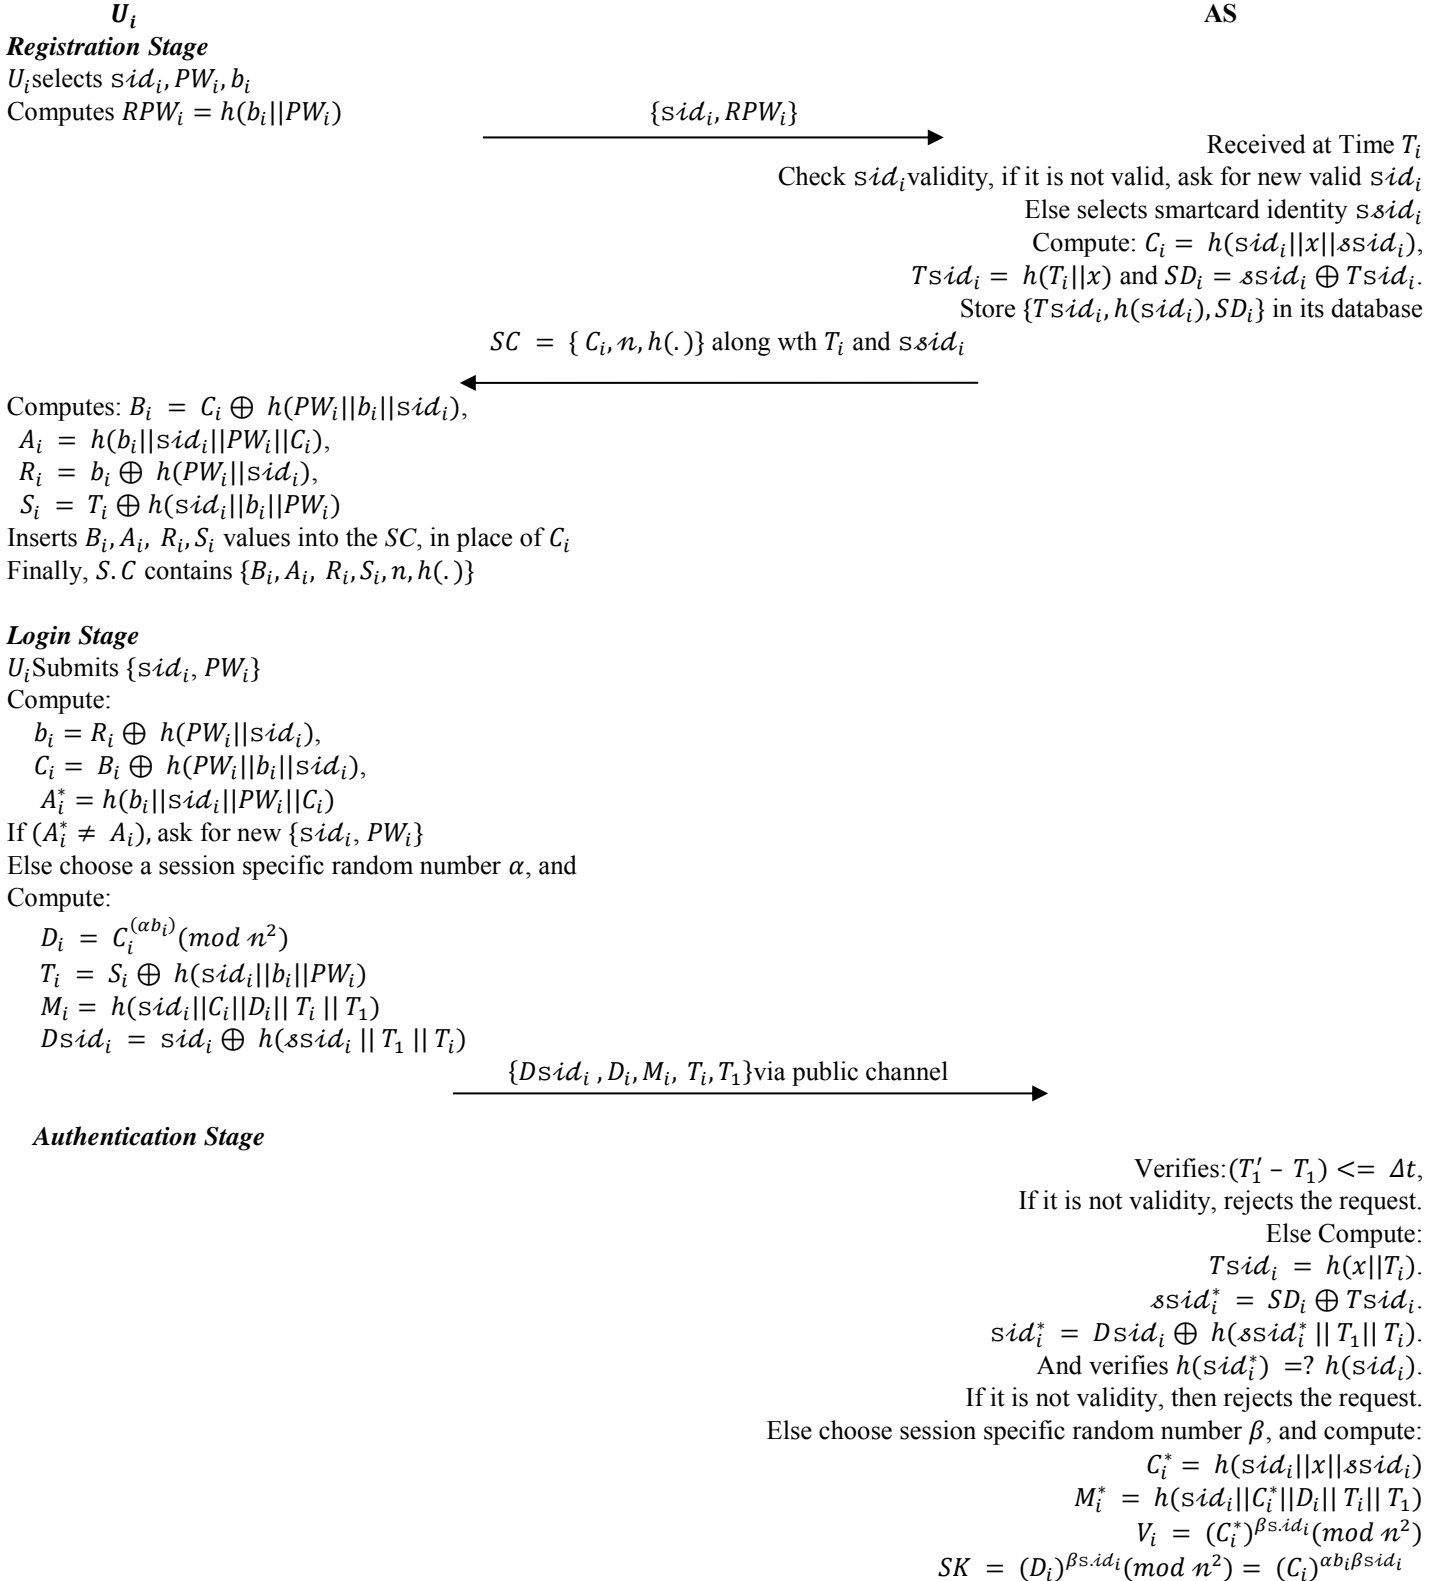 U_i AS
Registration Stage
U_i selects sid_i, PW_i, b_i
Computes RPW_i = h(b_i||PW_i) {sid_i, RPW_i}
Received at Time T_i
Check sid_i validity, if it is not valid, ask for new valid sid_i
Else selects smartcard identity ssid_i
Compute: C_i = h(sid_i||x||ssid_i),
Tsid_i = h(T_i||x) and SD_i = ssid_i ⊕ Tsid_i.
Store {Tsid_i, h(sid_i), SD_i} in its database
SC = { C_i, n, h(.)} along wth T_i and ssid_i
Computes: B_i = C_i ⊕ h(PW_i||b_i||sid_i),
A_i = h(b_i||sid_i||PW_i||C_i),
R_i = b_i ⊕ h(PW_i||sid_i),
S_i = T_i ⊕ h(sid_i||b_i||PW_i)
Inserts B_i, A_i, R_i, S_i values into the SC, in place of C_i
Finally, S.C contains {B_i, A_i, R_i, S_i, n, h(.)}
Login Stage
U_i Submits {sid_i, PW_i}
Compute:
b_i = R_i ⊕ h(PW_i||sid_i),
C_i = B_i ⊕ h(PW_i||b_i||sid_i),
A_i^* = h(b_i||sid_i||PW_i||C_i)
If (A_i^* ≠ A_i), ask for new {sid_i, PW_i}
Else choose a session specific random number α, and
Compute:
D_i = C_i^(αb_i)(mod n^2)
T_i = S_i ⊕ h(sid_i||b_i||PW_i)
M_i = h(sid_i||C_i||D_i|| T_i || T_1)
Dsid_i = sid_i ⊕ h(ssid_i || T_1 || T_i)
{Dsid_i , D_i, M_i, T_i, T_1}via public channel
Authentication Stage
Verifies:(T_1′ – T_1) <= Δt,
If it is not validity, rejects the request.
Else Compute:
Tsid_i = h(x||T_i).
ssid_i^* = SD_i ⊕ Tsid_i.
sid_i^* = Dsid_i ⊕ h(ssid_i^* || T_1|| T_i).
And verifies h(sid_i^*) =? h(sid_i).
If it is not validity, then rejects the request.
Else choose session specific random number β, and compute:
C_i^* = h(sid_i||x||ssid_i)
M_i^* = h(sid_i||C_i^*||D_i|| T_i|| T_1)
V_i = (C_i^*)^βs.id_i(mod n^2)
SK = (D_i)^βs.id_i(mod n^2) = (C_i)^αb_iβsid_i